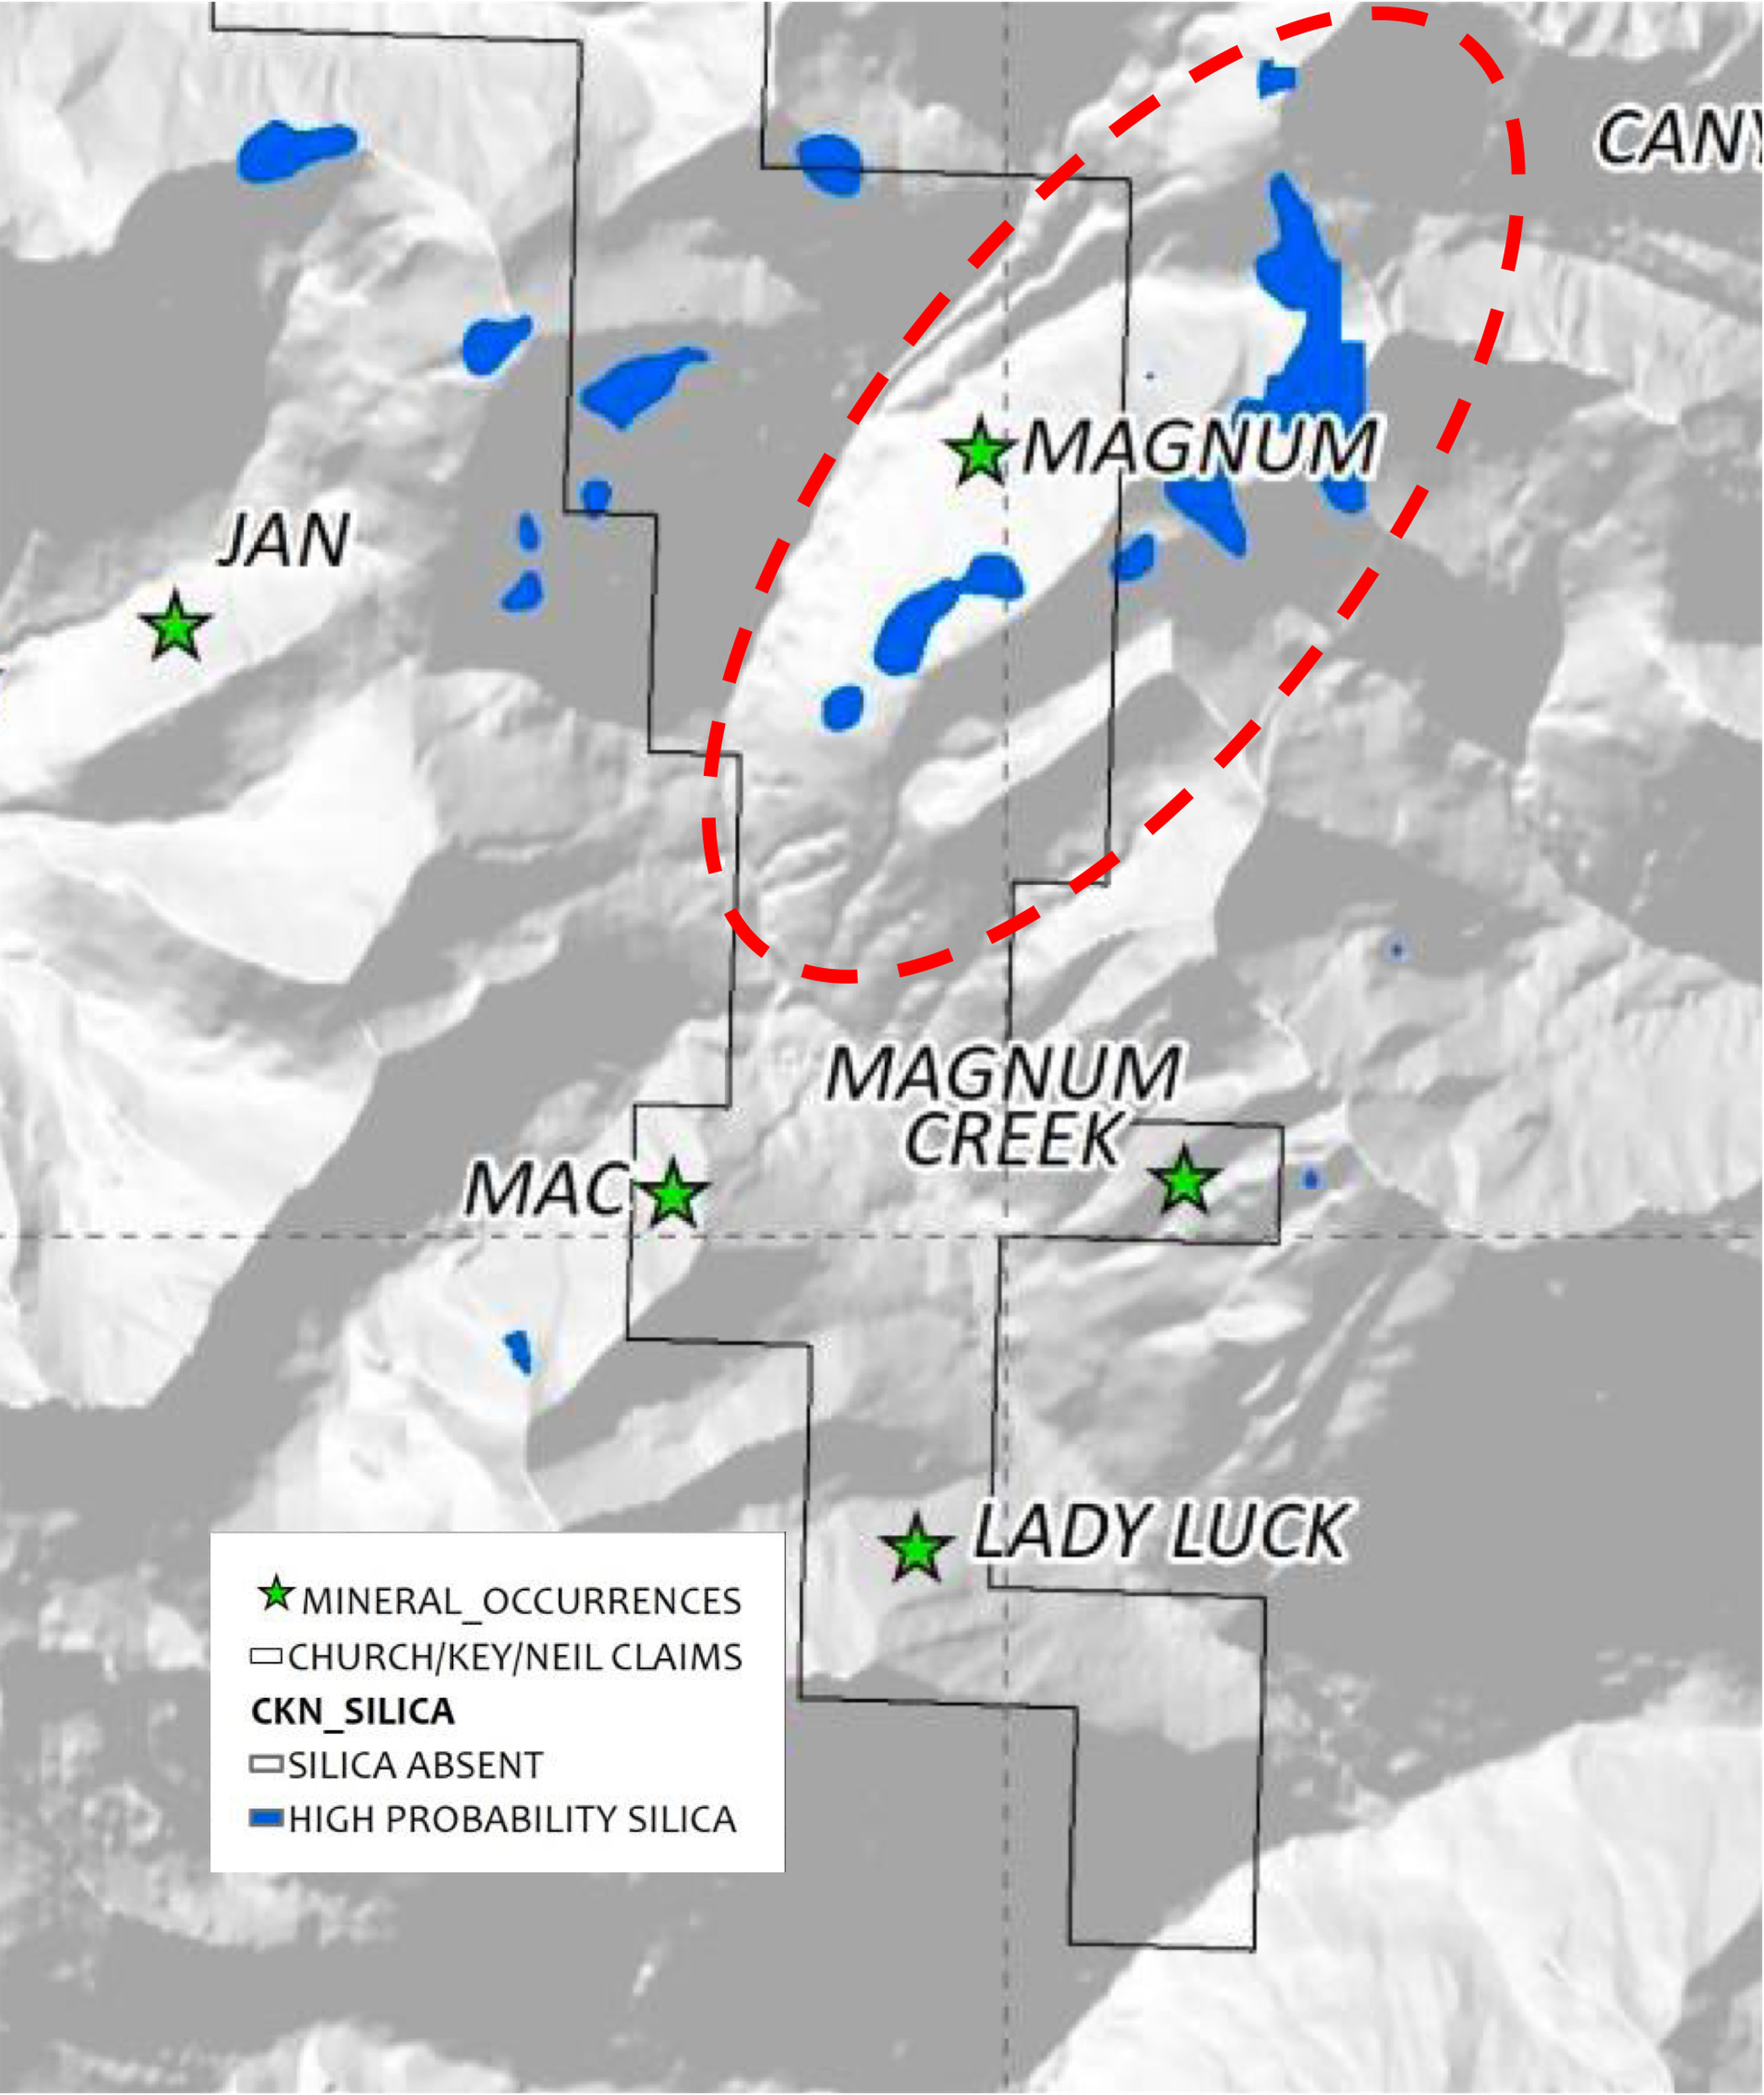 CANY
MAGNUM
JAN
MAGNUM
CREEK
MAC
LADY LUCK
MINERAL_OCCURRENCES
CHURCH/KEY/NEIL CLAIMS
CKN_SILICA
SILICA ABSENT
HIGH PROBABILITY SILICA